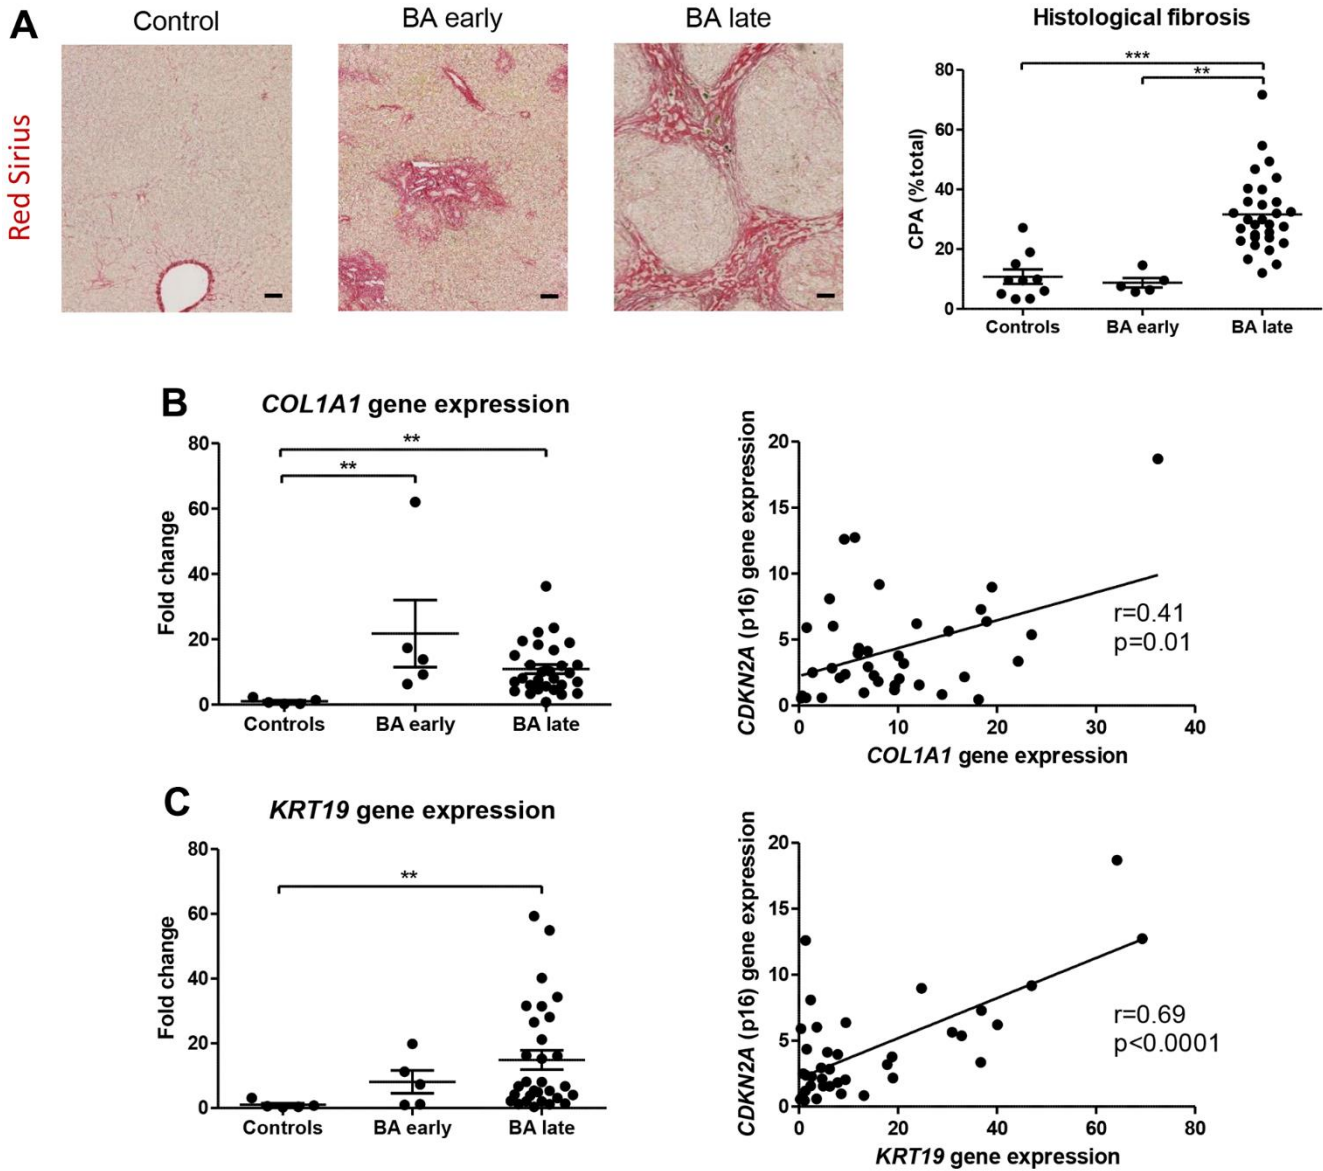 A
Control
BA early
BA late
Red Sirius
Histological fibrosis
***
**
CPA (%total)
80
60
40
20
0
Controls
BA early
BA late
B
COL1A1 gene expression
**
**
Fold change
80
60
40
20
0
Controls
BA early
BA late
CDKN2A (p16) gene expression
20
15
10
5
0
r=0.41
p=0.01
0
10
20
30
40
COL1A1 gene expression
C
KRT19 gene expression
**
Fold change
80
60
40
20
0
Controls
BA early
BA late
CDKN2A (p16) gene expression
20
15
10
5
0
r=0.69
p<0.0001
0
20
40
60
80
KRT19 gene expression